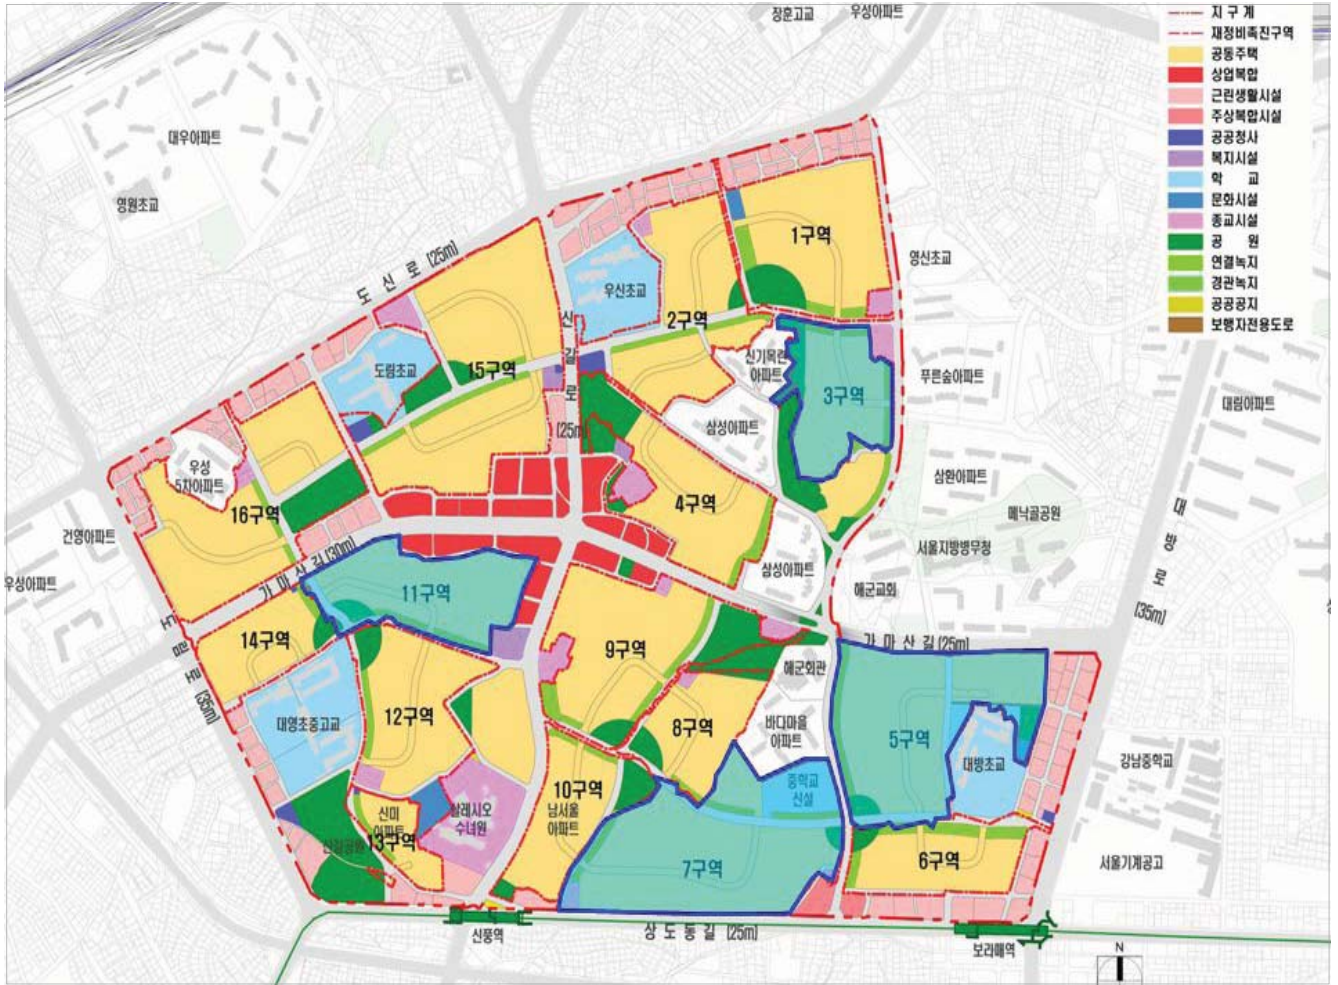 장훈고교
우성아파트
지 구 계
재정비촉진구역
공동주택
상업복합
근린생활시설
주상복합시설
공공청사
복지시설
학 교
문화시설
종교시설
공 원
연결녹지
경관녹지
공공공지
보행자전용도로
대우아파트
영원초교
도 신 로 (25m)
1구역
영신초교
우신초교
신 길 로
(25m)
2구역
도림초교
15구역
신기목련
아파트
3구역
푸른숲아파트
대림아파트
삼성아파트
우성
5차아파트
삼환아파트
메낙골공원
대 방 로 (35m)
4구역
16구역
건영아파트
서울지방병무청
우성아파트
가 마 산 길 (30m)
삼성아파트
해군교회
11구역
도 림 로 (35m)
14구역
가 마 산 길 (25m)
9구역
해군회관
12구역
대영초중고교
8구역
바다마을
아파트
5구역
대방초교
강남중학교
중학교
신설
10구역
남서울
아파트
신미
아파트
살레시오
수녀원
13구역
신길공원
7구역
6구역
서울기계공고
신풍역
상 도 동 길 (25m)
보라매역
N